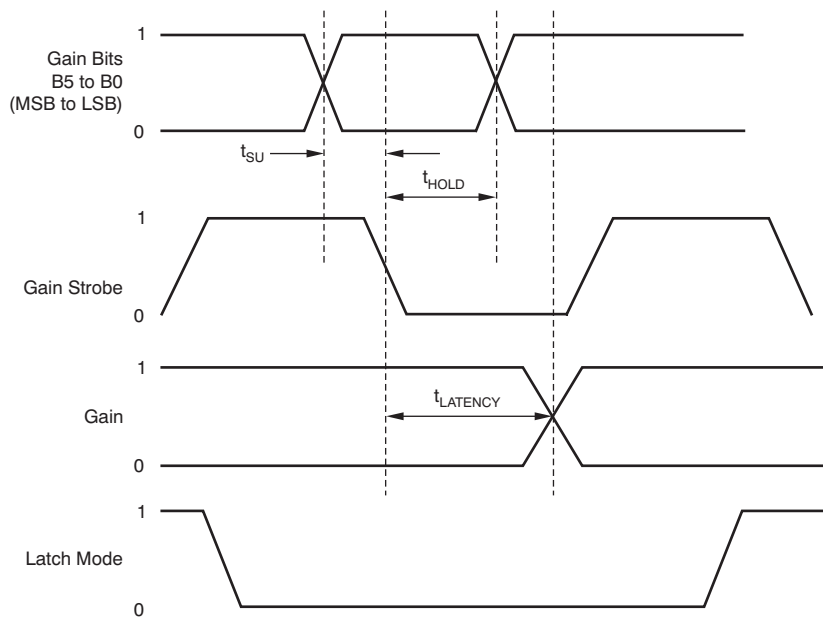 1
Gain Bits
B5 to B0
(MSB to LSB)
0
tSU
tHOLD
1
Gain Strobe
0
1
tLATENCY
Gain
0
1
Latch Mode
0